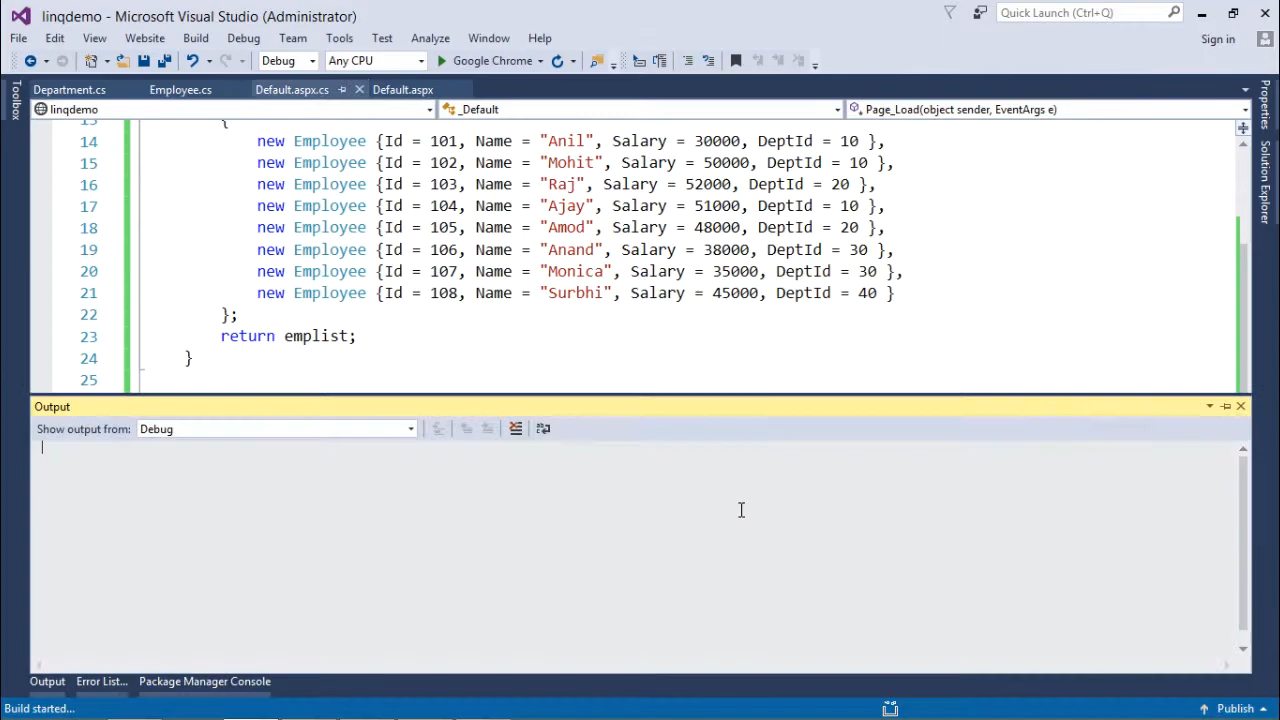 linqdemo - Microsoft Visual Studio (Administrator)
Quick Launch (Ctrl+Q)
File Edit View Website Build Debug Team Tools Test Analyze Window Help
Sign in
Debug Any CPU Google Chrome
Toolbox
Department.cs Employee.cs Default.aspx.cs Default.aspx
Properties
Solution Explorer
linqdemo _Default Page_Load(object sender, EventArgs e)
13 {
14 new Employee {Id = 101, Name = "Anil", Salary = 30000, DeptId = 10 },
15 new Employee {Id = 102, Name = "Mohit", Salary = 50000, DeptId = 10 },
16 new Employee {Id = 103, Name = "Raj", Salary = 52000, DeptId = 20 },
17 new Employee {Id = 104, Name = "Ajay", Salary = 51000, DeptId = 10 },
18 new Employee {Id = 105, Name = "Amod", Salary = 48000, DeptId = 20 },
19 new Employee {Id = 106, Name = "Anand", Salary = 38000, DeptId = 30 },
20 new Employee {Id = 107, Name = "Monica", Salary = 35000, DeptId = 30 },
21 new Employee {Id = 108, Name = "Surbhi", Salary = 45000, DeptId = 40 }
22 };
23 return emplist;
24 }
25
Output
Show output from: Debug
Output Error List... Package Manager Console
Build started... Publish